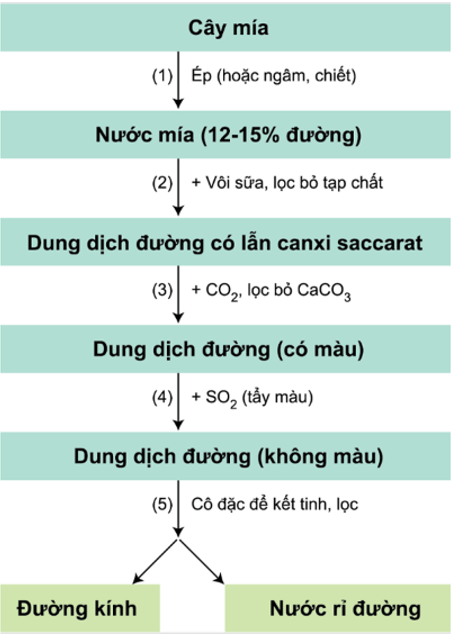 Cây mía
(1) Ép (hoặc ngâm, chiết)
Nước mía (12-15% đường)
(2) + Vôi sữa, lọc bỏ tạp chất
Dung dịch đường có lẫn canxi saccarat
(3) + CO₂, lọc bỏ CaCO₃
Dung dịch đường (có màu)
(4) + SO₂ (tẩy màu)
Dung dịch đường (không màu)
(5) Cô đặc để kết tinh, lọc
Đường kính Nước rỉ đường